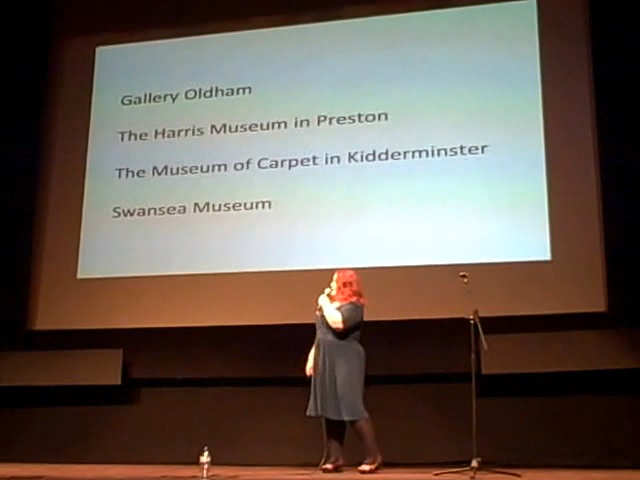 Gallery Oldham
The Harris Museum in Preston
The Museum of Carpet in Kidderminster
Swansea Museum